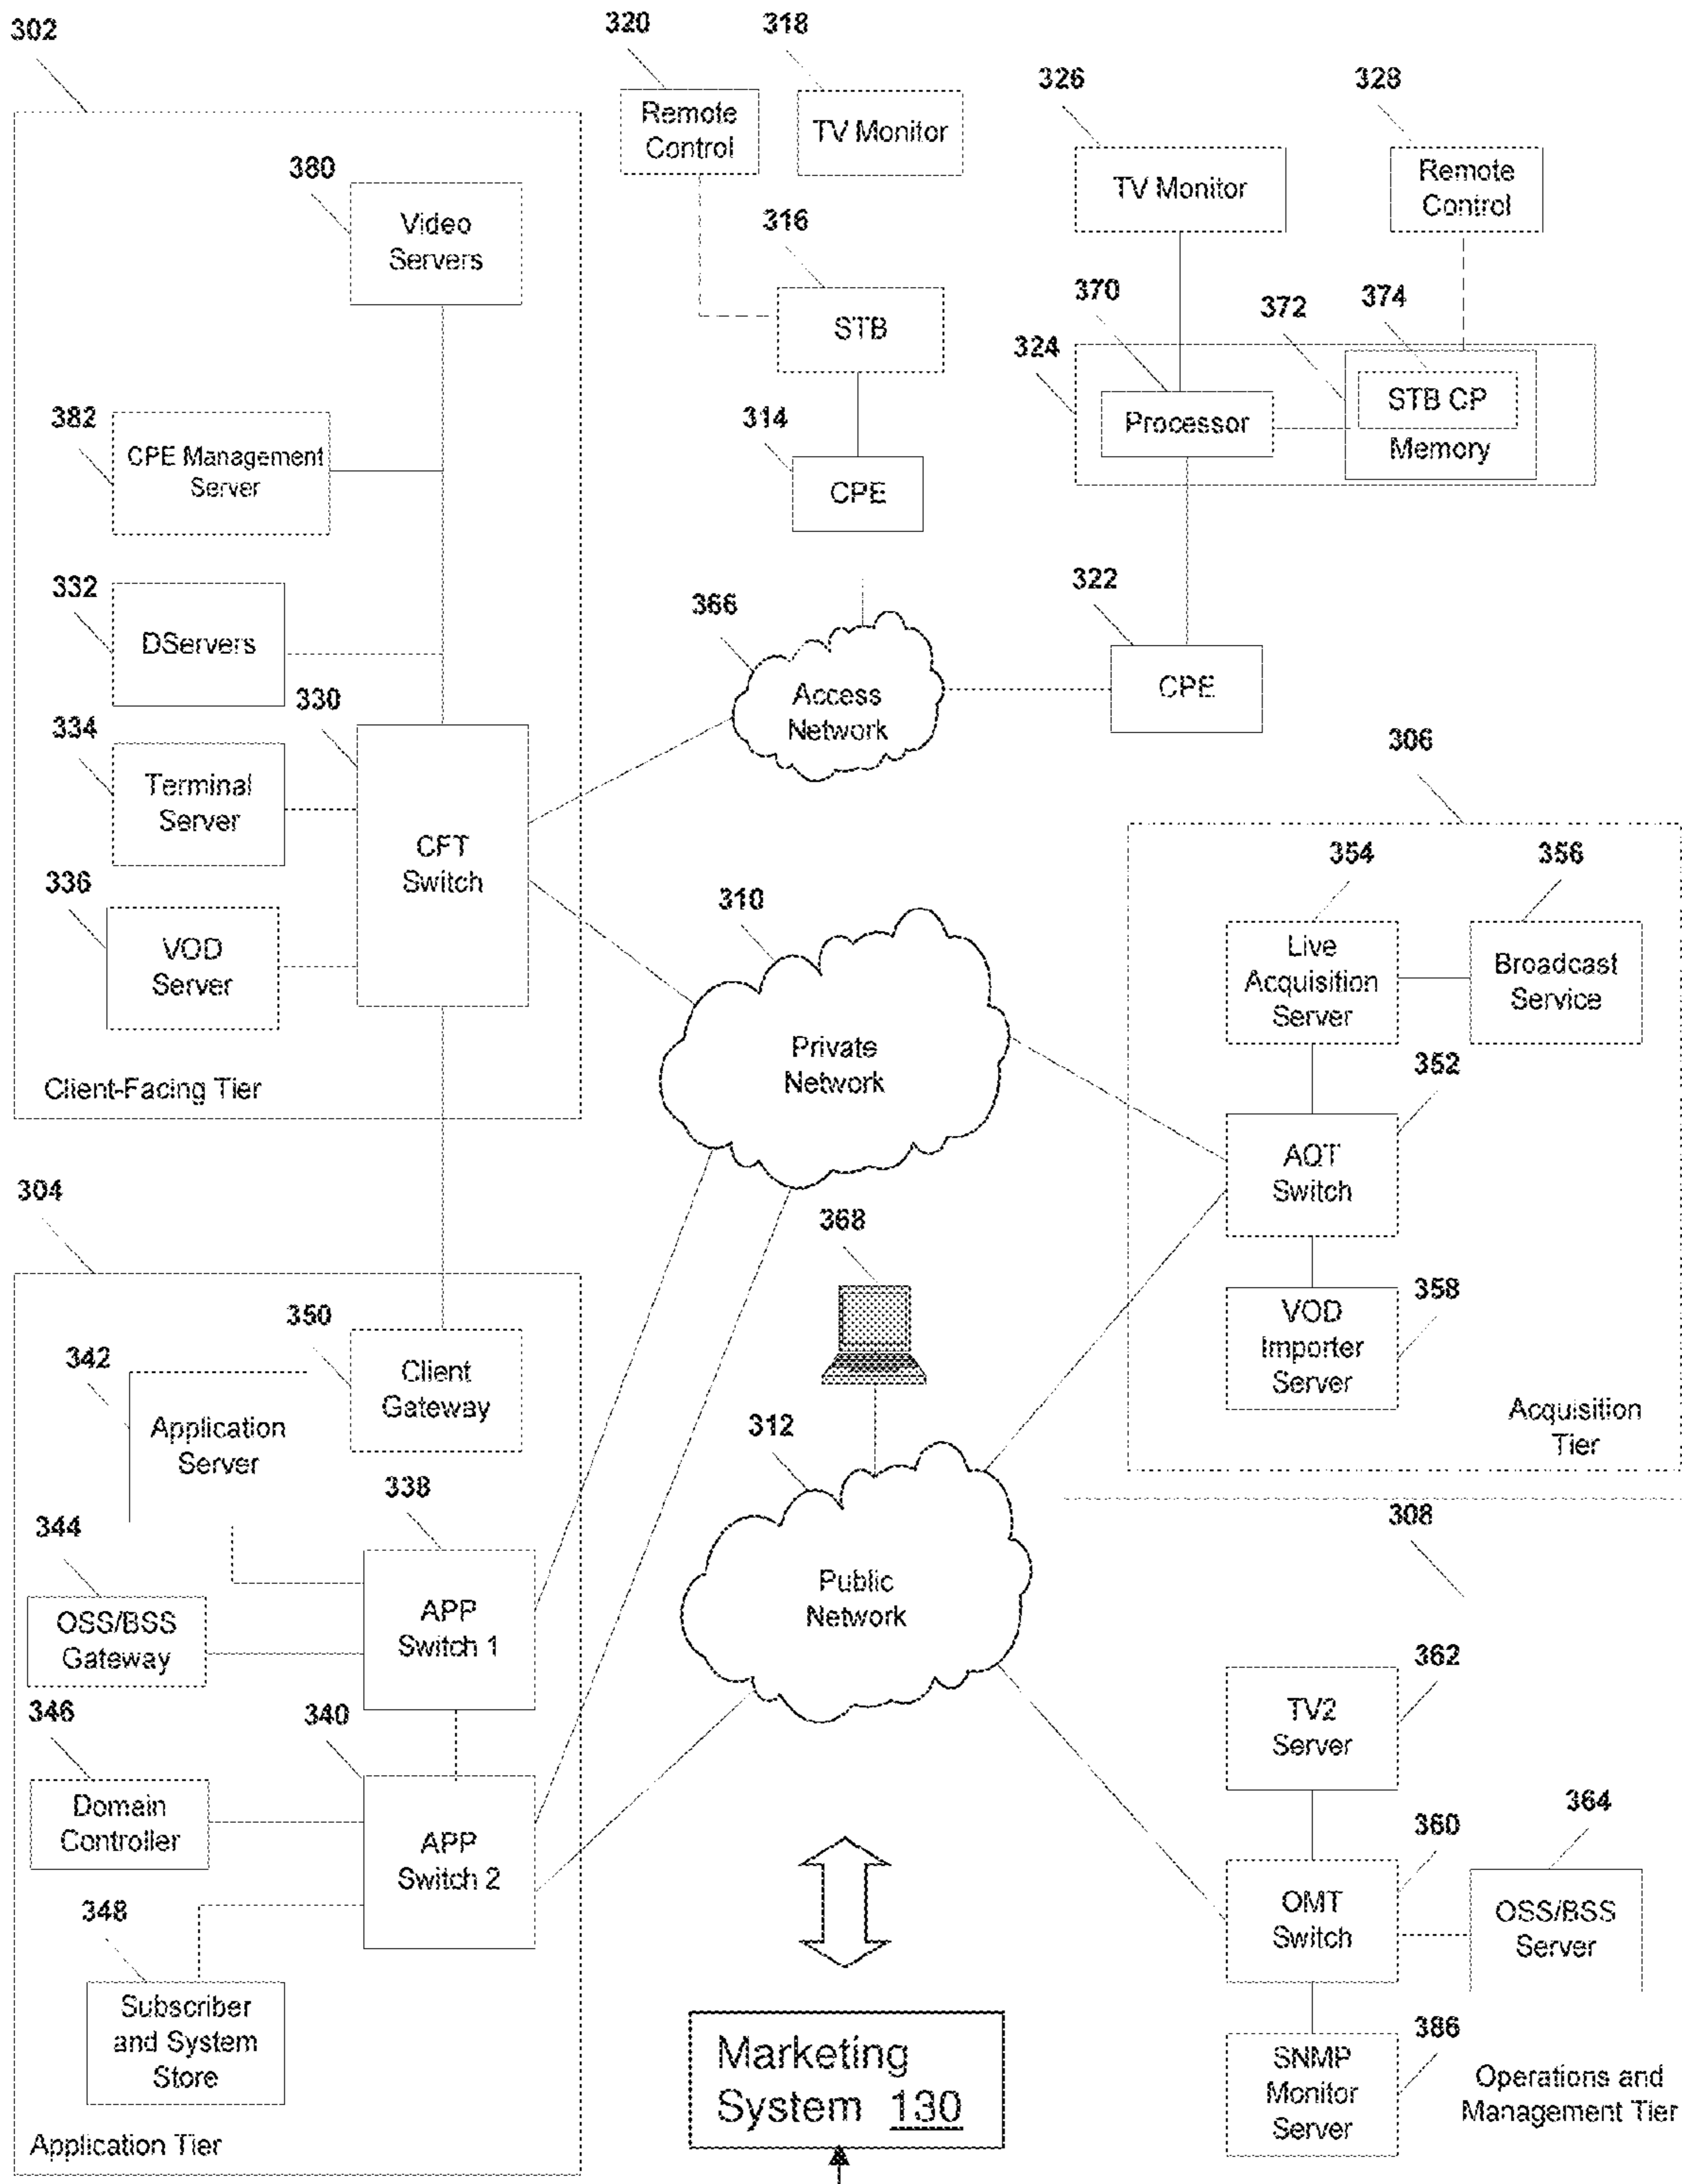 302
320
318
326
328
Remote
Control
TV Monitor
TV Monitor
Remote
Control
380
Video
Servers
316
STB
370
372
374
324
Processor
STB CP
Memory
382
CPE Management
Server
314
CPE
332
DServers
366
Access
Network
322
CPE
330
334
Terminal
Server
CFT
Switch
336
VOD
Server
Client-Facing Tier
306
354
356
Live
Acquisition
Server
Broadcast
Service
310
Private
Network
352
AQT
Switch
358
VOD
Importer
Server
Acquisition
Tier
304
368
350
Client
Gateway
342
Application
Server
312
Public
Network
338
344
OSS/BSS
Gateway
APP
Switch 1
308
346
340
Domain
Controller
APP
Switch 2
362
TV2
Server
360
364
OMT
Switch
OSS/BSS
Server
348
Subscriber
and System
Store
Application Tier
Marketing
System 130
386
SNMP
Monitor
Server
Operations and
Management Tier